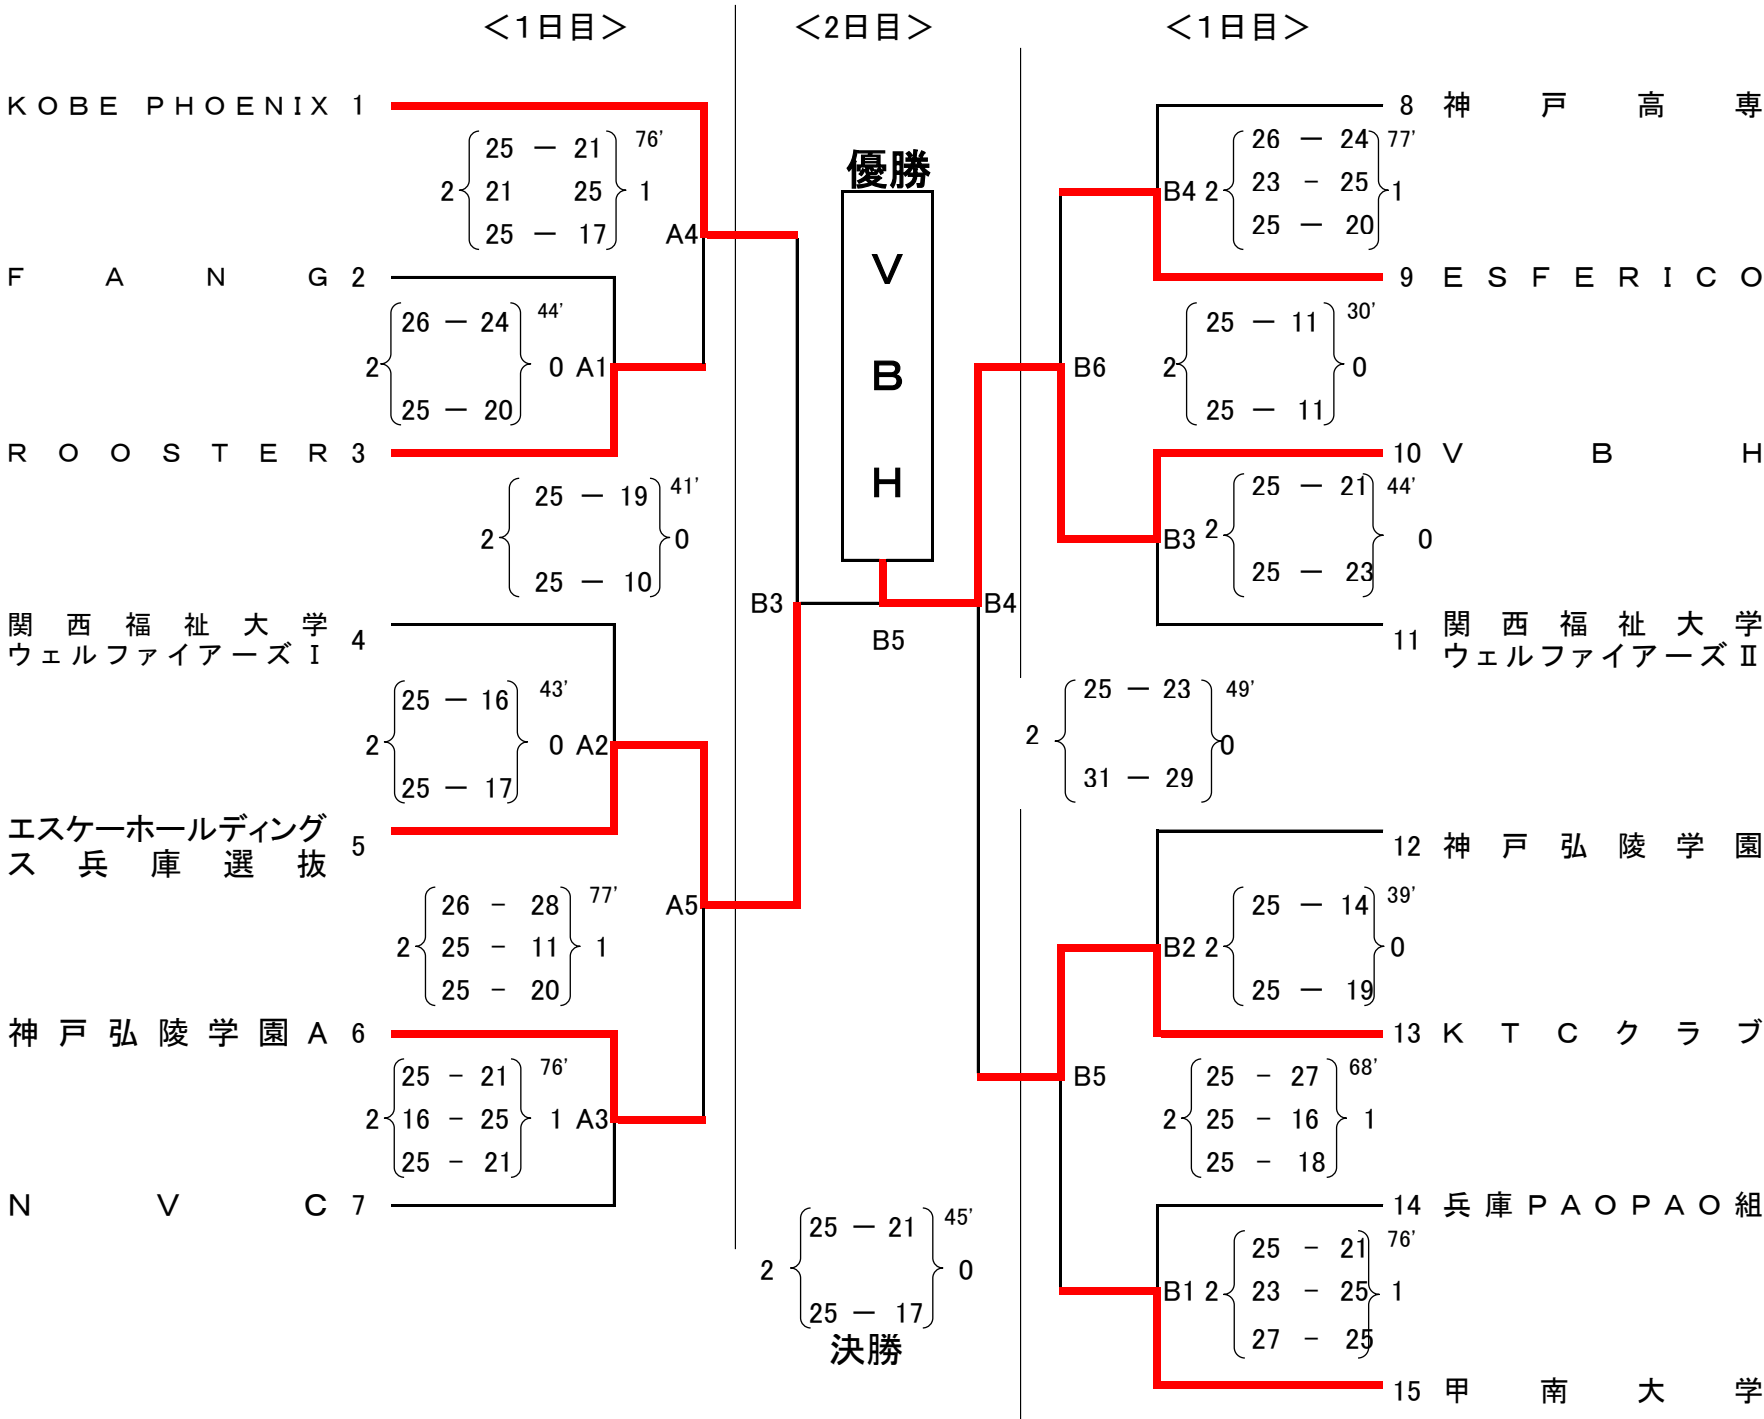 ＜1日目＞ ＜2日目＞ ＜1日目＞
KOBE PHOENIX 1
25 － 21 76'
2 21 25 1
25 － 17 A4
FANG 2
26 － 24 44'
2 0 A1
25 － 20
ROOSTER 3
25 － 19 41'
2 0
25 － 10
関西福祉大学
ウェルファイアーズⅠ 4
25 － 16 43'
2 0 A2
25 － 17
エスケーホールディング
ス兵庫選抜 5
26 - 28 77' A5
2 25 - 11 1
25 - 20
神戸弘陵学園A 6
25 - 21 76'
2 16 - 25 1 A3
25 - 21
NVC 7
優勝
V
B
H
B3 B4
B5
25 － 23 49'
2 0
31 － 29
25 － 21 45'
2 0
25 － 17
決勝
8 神戸高専
26 － 24 77'
B4 2 23 - 25 1
25 － 20
9 ESFERICO
25 － 11 30'
B6 2 0
25 － 11
10 VBH
25 － 21 44'
B3 2 0
25 － 23
11 関西福祉大学
ウェルファイアーズⅡ
12 神戸弘陵学園
25 － 14 39'
B2 2 0
25 － 19
13 KTCクラブ
B5 25 - 27 68'
2 25 - 16 1
25 - 18
14 兵庫PAOPAO組
25 - 21 76'
B1 2 23 - 25 1
27 - 25
15 甲南大学